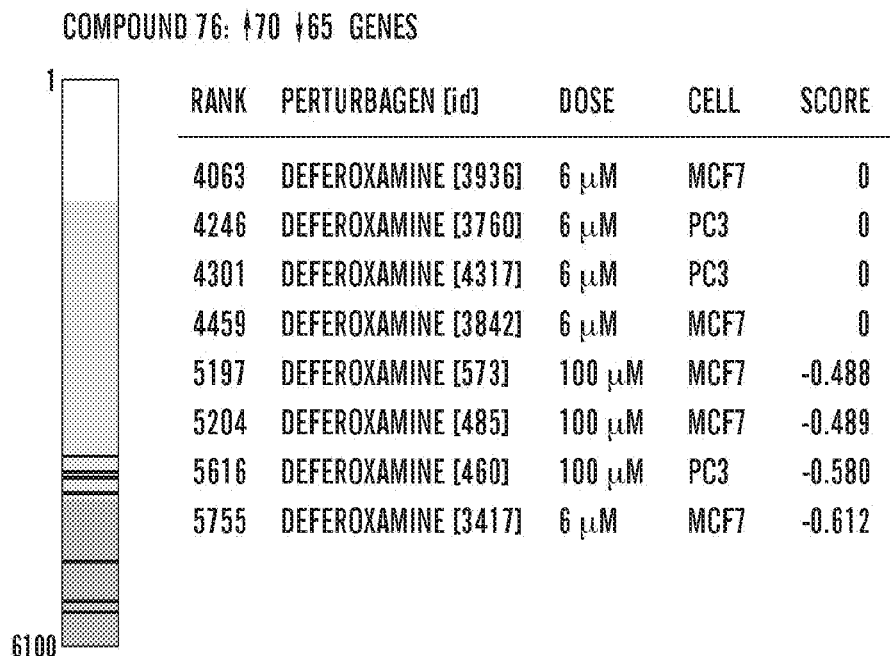 COMPOUND 76: ↑70 ↓65 GENES
1
RANK PERTURBAGEN [id] DOSE CELL SCORE
4063 DEFEROXAMINE [3936] 6 µM MCF7 0
4246 DEFEROXAMINE [3760] 6 µM PC3 0
4301 DEFEROXAMINE [4317] 6 µM PC3 0
4459 DEFEROXAMINE [3842] 6 µM MCF7 0
5197 DEFEROXAMINE [573] 100 µM MCF7 -0.488
5204 DEFEROXAMINE [485] 100 µM MCF7 -0.489
5616 DEFEROXAMINE [460] 100 µM PC3 -0.580
5755 DEFEROXAMINE [3417] 6 µM MCF7 -0.612
6100